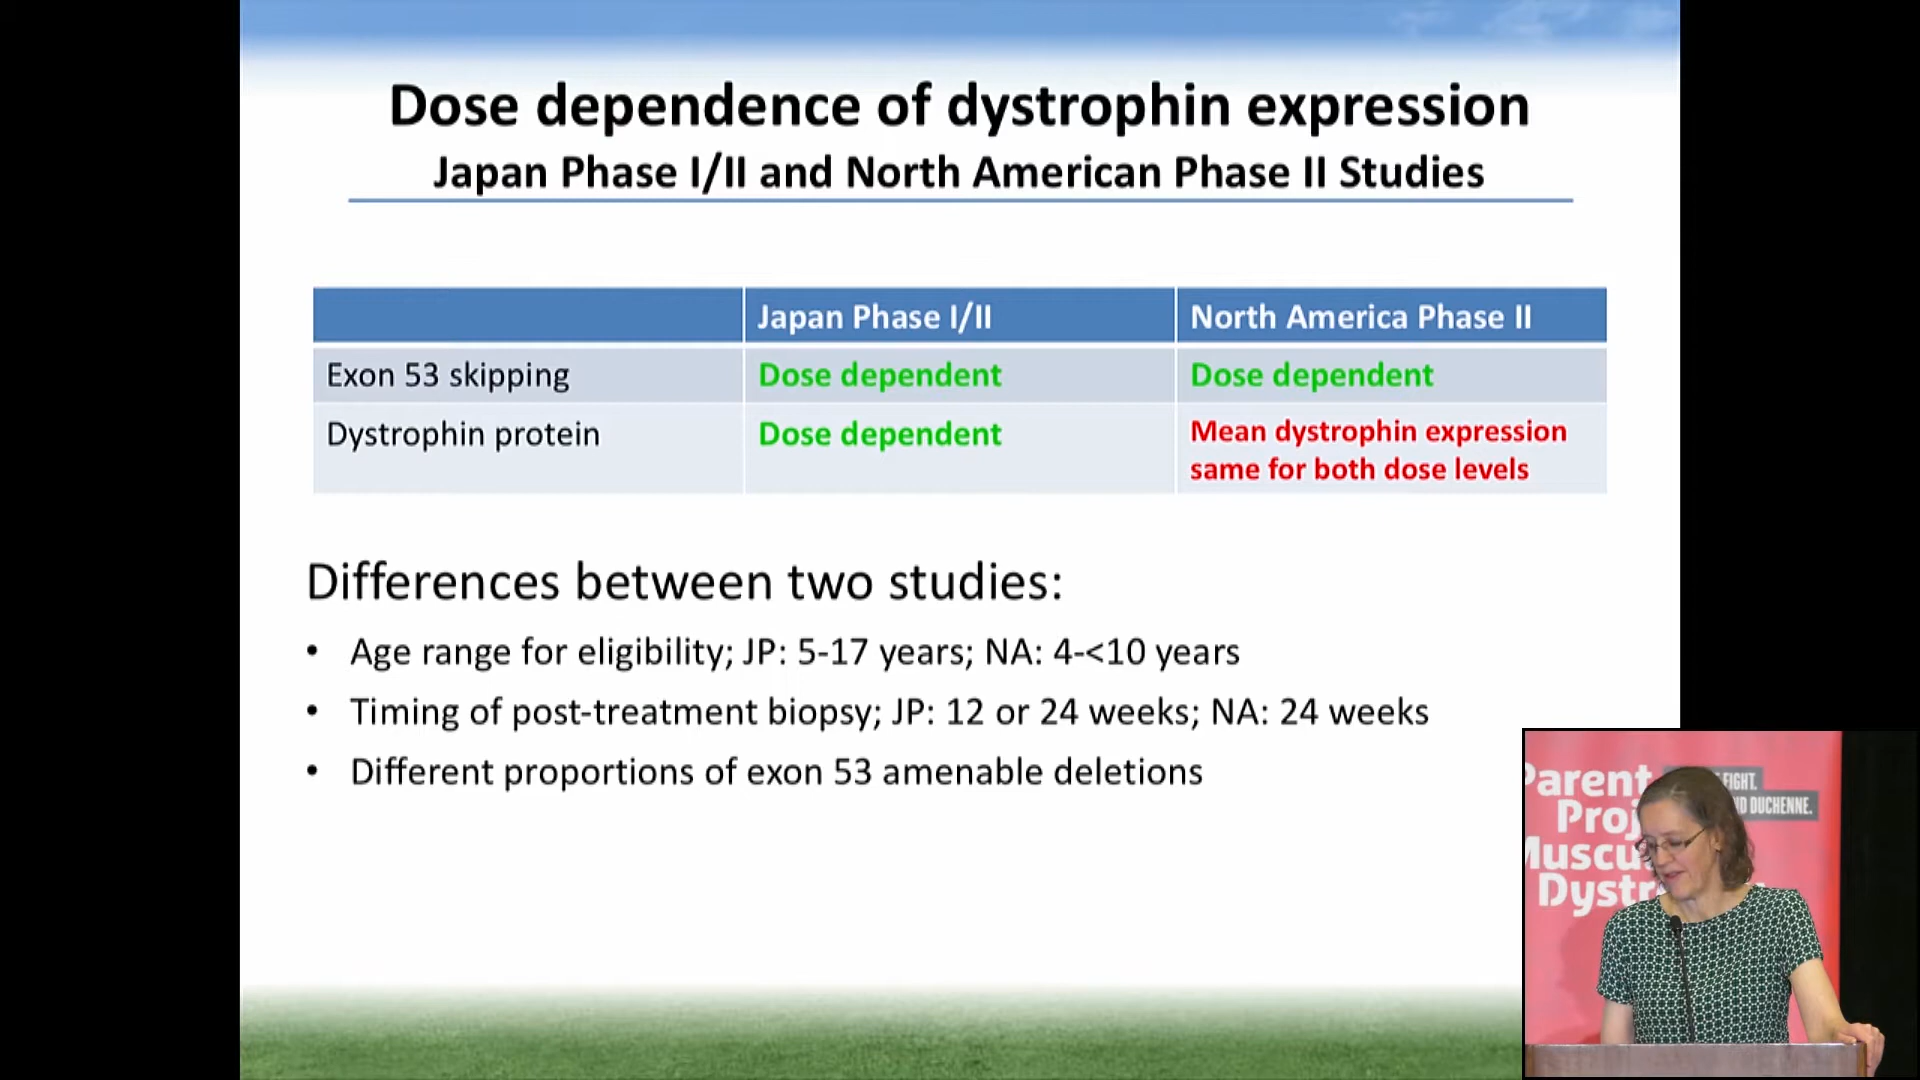 Dose dependence of dystrophin expression
Japan Phase I/II and North American Phase II Studies
Japan Phase I/II
North America Phase II
Exon 53 skipping
Dose dependent
Dose dependent
Dystrophin protein
Dose dependent
Mean dystrophin expression
same for both dose levels
Differences between two studies:
• Age range for eligibility; JP: 5-17 years; NA: 4-<10 years
• Timing of post-treatment biopsy; JP: 12 or 24 weeks; NA: 24 weeks
• Different proportions of exon 53 amenable deletions
Parent
FIGHT.
DUCHENNE.